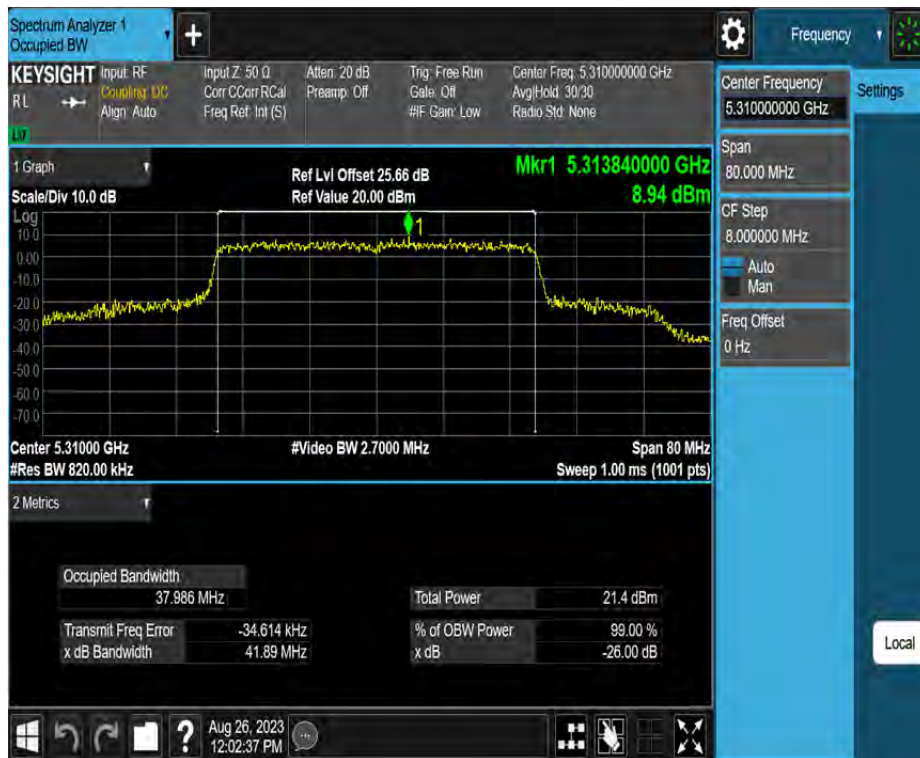 Spectrum Analyzer 1
Occupied BW
Frequency
KEYSIGHT
RL
Input: RF
Coupling: DC
Align: Auto
Input Z: 50 Ω
Corr CCorr RCal
Freq Ref: Int (S)
Atten: 20 dB
Preamp: Off
Trig: Free Run
Gate: Off
#IF Gain: Low
Center Freq: 5.310000000 GHz
Avg|Hold: 30/30
Radio Std: None
1 Graph
Scale/Div 10.0 dB
Ref Lvl Offset 25.66 dB
Ref Value 20.00 dBm
Mkr1 5.313840000 GHz
8.94 dBm
Log
10.0
0.00
-10.0
-20.0
-30.0
-40.0
-50.0
-60.0
-70.0
1
Center 5.31000 GHz
#Res BW 820.00 kHz
#Video BW 2.7000 MHz
Span 80 MHz
Sweep 1.00 ms (1001 pts)
2 Metrics
Occupied Bandwidth
37.986 MHz
Transmit Freq Error -34.614 kHz
x dB Bandwidth 41.89 MHz
Total Power 21.4 dBm
% of OBW Power 99.00 %
x dB -26.00 dB
Aug 26, 2023
12:02:37 PM
Center Frequency
5.310000000 GHz
Span
80.000 MHz
CF Step
8.000000 MHz
Auto
Man
Freq Offset
0 Hz
Settings
Local